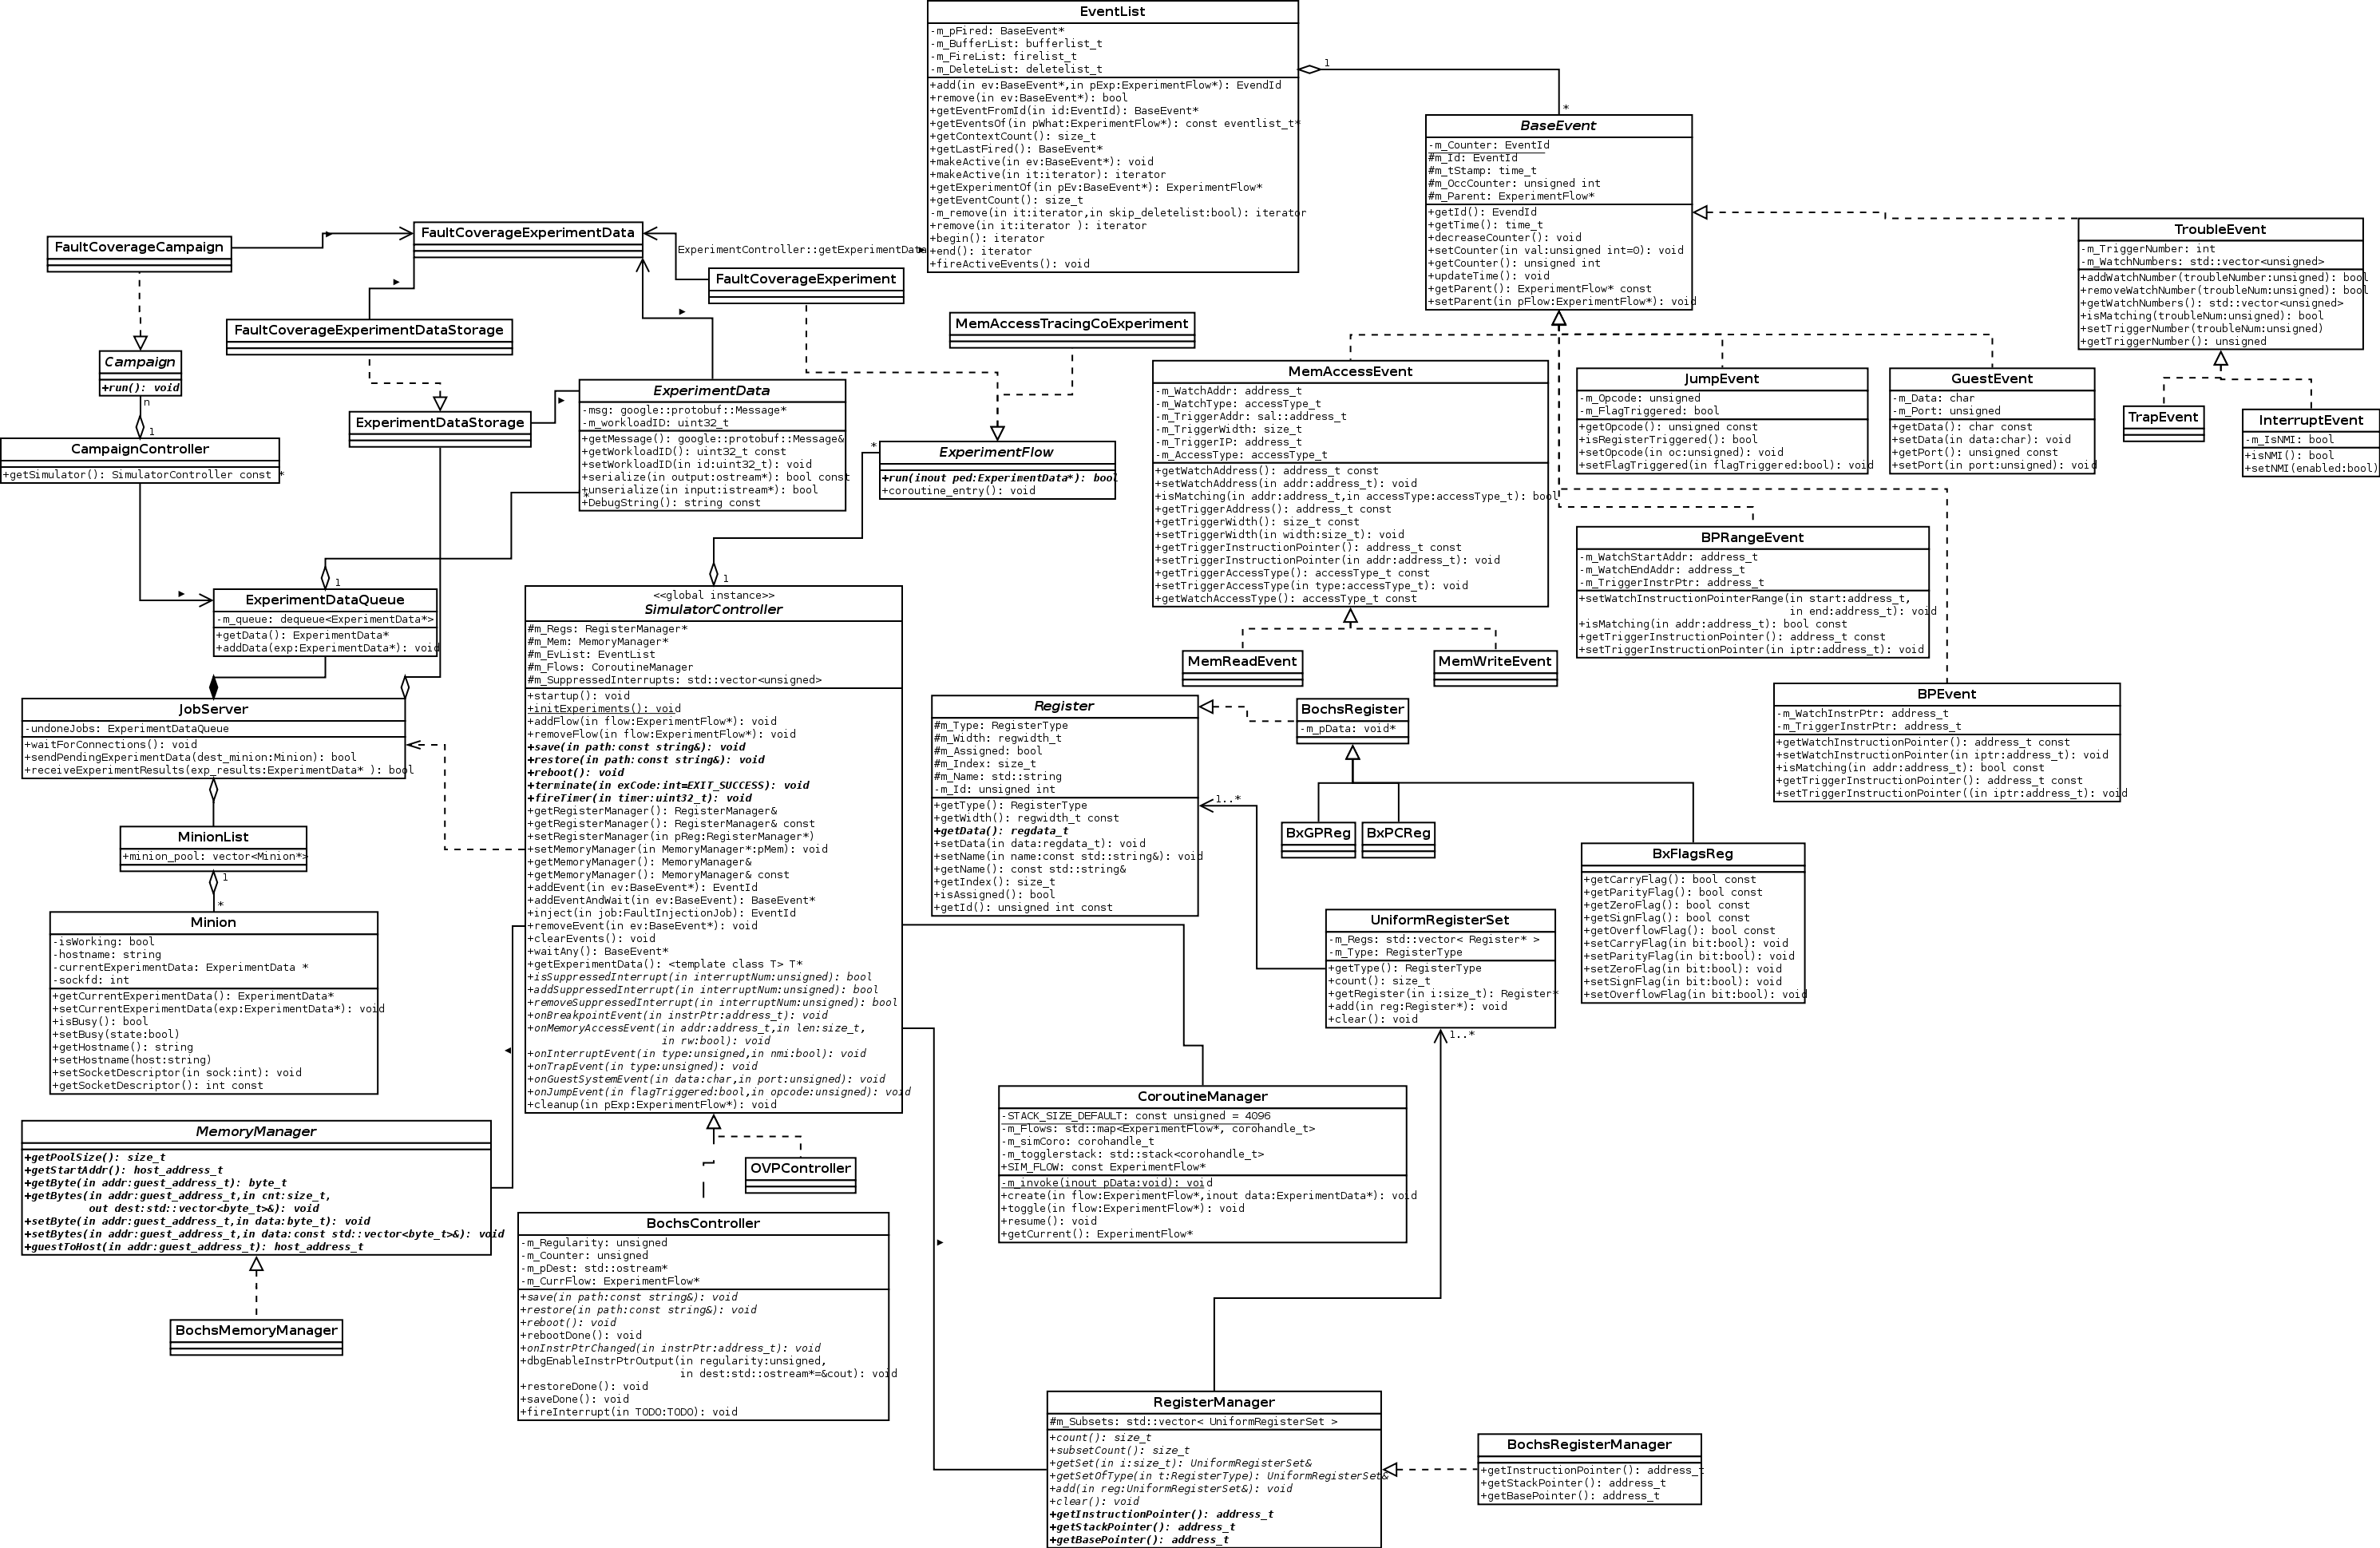 EventList
-m_pFired: BaseEvent*
-m_BufferList: bufferlist_t
-m_FireList: firelist_t
-m_DeleteList: deletelist_t
+add(in ev:BaseEvent*,in pExp:ExperimentFlow*): EvendId
+remove(in ev:BaseEvent*): bool
+getEventFromId(in id:EventId): BaseEvent*
+getEventsOf(in pWhat:ExperimentFlow*): const eventlist_t*
+getContextCount(): size_t
+getLastFired(): BaseEvent*
+makeActive(in ev:BaseEvent*): void
+makeActive(in it:iterator): iterator
+getExperimentOf(in pEv:BaseEvent*): ExperimentFlow*
+getEventCount(): size_t
-m_remove(in it:iterator,in skip_deletelist:bool): iterator
+remove(in it:iterator ): iterator
+begin(): iterator
+end(): iterator
+fireActiveEvents(): void
1
*
BaseEvent
-m_Counter: EventId
#m_Id: EventId
#m_tStamp: time_t
#m_OccCounter: unsigned int
#m_Parent: ExperimentFlow*
+getId(): EvendId
+getTime(): time_t
+decreaseCounter(): void
+setCounter(in val:unsigned int=0): void
+getCounter(): unsigned int
+updateTime(): void
+getParent(): ExperimentFlow* const
+setParent(in pFlow:ExperimentFlow*): void
TroubleEvent
-m_TriggerNumber: int
-m_WatchNumbers: std::vector<unsigned>
+addWatchNumber(troubleNumber:unsigned): bool
+removeWatchNumber(troubleNum:unsigned): bool
+getWatchNumbers(): std::vector<unsigned>
+isMatching(troubleNum:unsigned): bool
+setTriggerNumber(troubleNum:unsigned)
+getTriggerNumber(): unsigned
FaultCoverageCampaign
FaultCoverageExperimentData
ExperimentController::getExperimentData
FaultCoverageExperiment
FaultCoverageExperimentDataStorage
MemAccessTracingCoExperiment
Campaign
+run(): void
n
1
CampaignController
+getSimulator(): SimulatorController const *
ExperimentDataStorage
ExperimentData
-msg: google::protobuf::Message*
-m_workloadID: uint32_t
+getMessage(): google::protobuf::Message&
+getWorkloadID(): uint32_t const
+setWorkloadID(in id:uint32_t): void
+serialize(in output:ostream*): bool const
+unserialize(in input:istream*): bool
+DebugString(): string const
*
*
ExperimentFlow
+run(inout ped:ExperimentData*): bool
+coroutine_entry(): void
MemAccessEvent
-m_WatchAddr: address_t
-m_WatchType: accessType_t
-m_TriggerAddr: sal::address_t
-m_TriggerWidth: size_t
-m_TriggerIP: address_t
-m_AccessType: accessType_t
+getWatchAddress(): address_t const
+setWatchAddress(in addr:address_t): void
+isMatching(in addr:address_t,in accessType:accessType_t): bool
+getTriggerAddress(): address_t const
+getTriggerWidth(): size_t const
+setTriggerWidth(in width:size_t): void
+getTriggerInstructionPointer(): address_t const
+setTriggerInstructionPointer(in addr:address_t): void
+getTriggerAccessType(): accessType_t const
+setTriggerAccessType(in type:accessType_t): void
+getWatchAccessType(): accessType_t const
JumpEvent
-m_Opcode: unsigned
-m_FlagTriggered: bool
+getOpcode(): unsigned const
+isRegisterTriggered(): bool
+setOpcode(in oc:unsigned): void
+setFlagTriggered(in flagTriggered:bool): void
GuestEvent
-m_Data: char
-m_Port: unsigned
+getData(): char const
+setData(in data:char): void
+getPort(): unsigned const
+setPort(in port:unsigned): void
TrapEvent
InterruptEvent
-m_IsNMI: bool
+isNMI(): bool
+setNMI(enabled:bool)
BPRangeEvent
-m_WatchStartAddr: address_t
-m_WatchEndAddr: address_t
-m_TriggerInstrPtr: address_t
+setWatchInstructionPointerRange(in start:address_t,
in end:address_t): void
+isMatching(in addr:address_t): bool const
+getTriggerInstructionPointer(): address_t const
+setTriggerInstructionPointer(in iptr:address_t): void
1
ExperimentDataQueue
-m_queue: dequeue<ExperimentData*>
+getData(): ExperimentData*
+addData(exp:ExperimentData*): void
1
<<global instance>>
SimulatorController
#m_Regs: RegisterManager*
#m_Mem: MemoryManager*
#m_EvList: EventList
#m_Flows: CoroutineManager
#m_SuppressedInterrupts: std::vector<unsigned>
+startup(): void
+initExperiments(): void
+addFlow(in flow:ExperimentFlow*): void
+removeFlow(in flow:ExperimentFlow*): void
+save(in path:const string&): void
+restore(in path:const string&): void
+reboot(): void
+terminate(in exCode:int=EXIT_SUCCESS): void
+fireTimer(in timer:uint32_t): void
+getRegisterManager(): RegisterManager&
+getRegisterManager(): RegisterManager& const
+setRegisterManager(in pReg:RegisterManager*)
+setMemoryManager(in MemoryManager*:pMem): void
+getMemoryManager(): MemoryManager&
+getMemoryManager(): MemoryManager& const
+addEvent(in ev:BaseEvent*): EventId
+addEventAndWait(in ev:BaseEvent): BaseEvent*
+inject(in job:FaultInjectionJob): EventId
+removeEvent(in ev:BaseEvent*): void
+clearEvents(): void
+waitAny(): BaseEvent*
+getExperimentData(): <template class T> T*
+isSuppressedInterrupt(in interruptNum:unsigned): bool
+addSuppressedInterrupt(in interruptNum:unsigned): bool
+removeSuppressedInterrupt(in interruptNum:unsigned): bool
+onBreakpointEvent(in instrPtr:address_t): void
+onMemoryAccessEvent(in addr:address_t,in len:size_t,
in rw:bool): void
+onInterruptEvent(in type:unsigned,in nmi:bool): void
+onTrapEvent(in type:unsigned): void
+onGuestSystemEvent(in data:char,in port:unsigned): void
+onJumpEvent(in flagTriggered:bool,in opcode:unsigned): void
+cleanup(in pExp:ExperimentFlow*): void
MemReadEvent
MemWriteEvent
JobServer
-undoneJobs: ExperimentDataQueue
+waitForConnections(): void
+sendPendingExperimentData(dest_minion:Minion): bool
+receiveExperimentResults(exp_results:ExperimentData* ): bool
Register
#m_Type: RegisterType
#m_Width: regwidth_t
#m_Assigned: bool
#m_Index: size_t
#m_Name: std::string
-m_Id: unsigned int
+getType(): RegisterType
+getWidth(): regwidth_t const
+getData(): regdata_t
+setData(in data:regdata_t): void
+setName(in name:const std::string&): void
+getName(): const std::string&
+getIndex(): size_t
+isAssigned(): bool
+getId(): unsigned int const
1..*
BochsRegister
-m_pData: void*
BPEvent
-m_WatchInstrPtr: address_t
-m_TriggerInstrPtr: address_t
+getWatchInstructionPointer(): address_t const
+setWatchInstructionPointer(in iptr:address_t): void
+isMatching(in addr:address_t): bool const
+getTriggerInstructionPointer(): address_t const
+setTriggerInstructionPointer((in iptr:address_t): void
BxGPReg
BxPCReg
BxFlagsReg
+getCarryFlag(): bool const
+getParityFlag(): bool const
+getZeroFlag(): bool const
+getSignFlag(): bool const
+getOverflowFlag(): bool const
+setCarryFlag(in bit:bool): void
+setParityFlag(in bit:bool): void
+setZeroFlag(in bit:bool): void
+setSignFlag(in bit:bool): void
+setOverflowFlag(in bit:bool): void
MinionList
+minion_pool: vector<Minion*>
1
*
Minion
-isWorking: bool
-hostname: string
-currentExperimentData: ExperimentData *
-sockfd: int
+getCurrentExperimentData(): ExperimentData*
+setCurrentExperimentData(exp:ExperimentData*): void
+isBusy(): bool
+setBusy(state:bool)
+getHostname(): string
+setHostname(host:string)
+setSocketDescriptor(in sock:int): void
+getSocketDescriptor(): int const
UniformRegisterSet
-m_Regs: std::vector< Register* >
-m_Type: RegisterType
+getType(): RegisterType
+count(): size_t
+getRegister(in i:size_t): Register*
+add(in reg:Register*): void
+clear(): void
1..*
CoroutineManager
-STACK_SIZE_DEFAULT: const unsigned = 4096
-m_Flows: std::map<ExperimentFlow*, corohandle_t>
-m_simCoro: corohandle_t
-m_togglerstack: std::stack<corohandle_t>
+SIM_FLOW: const ExperimentFlow*
-m_invoke(inout pData:void): void
+create(in flow:ExperimentFlow*,inout data:ExperimentData*): void
+toggle(in flow:ExperimentFlow*): void
+resume(): void
+getCurrent(): ExperimentFlow*
MemoryManager
+getPoolSize(): size_t
+getStartAddr(): host_address_t
+getByte(in addr:guest_address_t): byte_t
+getBytes(in addr:guest_address_t,in cnt:size_t,
out dest:std::vector<byte_t>&): void
+setByte(in addr:guest_address_t,in data:byte_t): void
+setBytes(in addr:guest_address_t,in data:const std::vector<byte_t>&): void
+guestToHost(in addr:guest_address_t): host_address_t
BochsMemoryManager
OVPController
BochsController
-m_Regularity: unsigned
-m_Counter: unsigned
-m_pDest: std::ostream*
-m_CurrFlow: ExperimentFlow*
+save(in path:const string&): void
+restore(in path:const string&): void
+reboot(): void
+rebootDone(): void
+onInstrPtrChanged(in instrPtr:address_t): void
+dbgEnableInstrPtrOutput(in regularity:unsigned,
in dest:std::ostream*=&cout): void
+restoreDone(): void
+saveDone(): void
+fireInterrupt(in TODO:TODO): void
RegisterManager
#m_Subsets: std::vector< UniformRegisterSet >
+count(): size_t
+subsetCount(): size_t
+getSet(in i:size_t): UniformRegisterSet&
+getSetOfType(in t:RegisterType): UniformRegisterSet&
+add(in reg:UniformRegisterSet&): void
+clear(): void
+getInstructionPointer(): address_t
+getStackPointer(): address_t
+getBasePointer(): address_t
BochsRegisterManager
+getInstructionPointer(): address_t
+getStackPointer(): address_t
+getBasePointer(): address_t